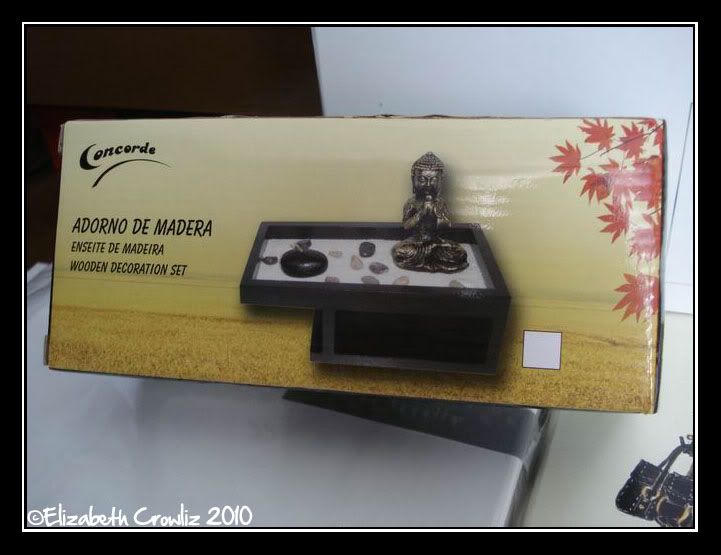 Concorde
ADORNO DE MADERA
ENSEITE DE MADEIRA
WOODEN DECORATION SET
©Elizabeth Crowliz 2010